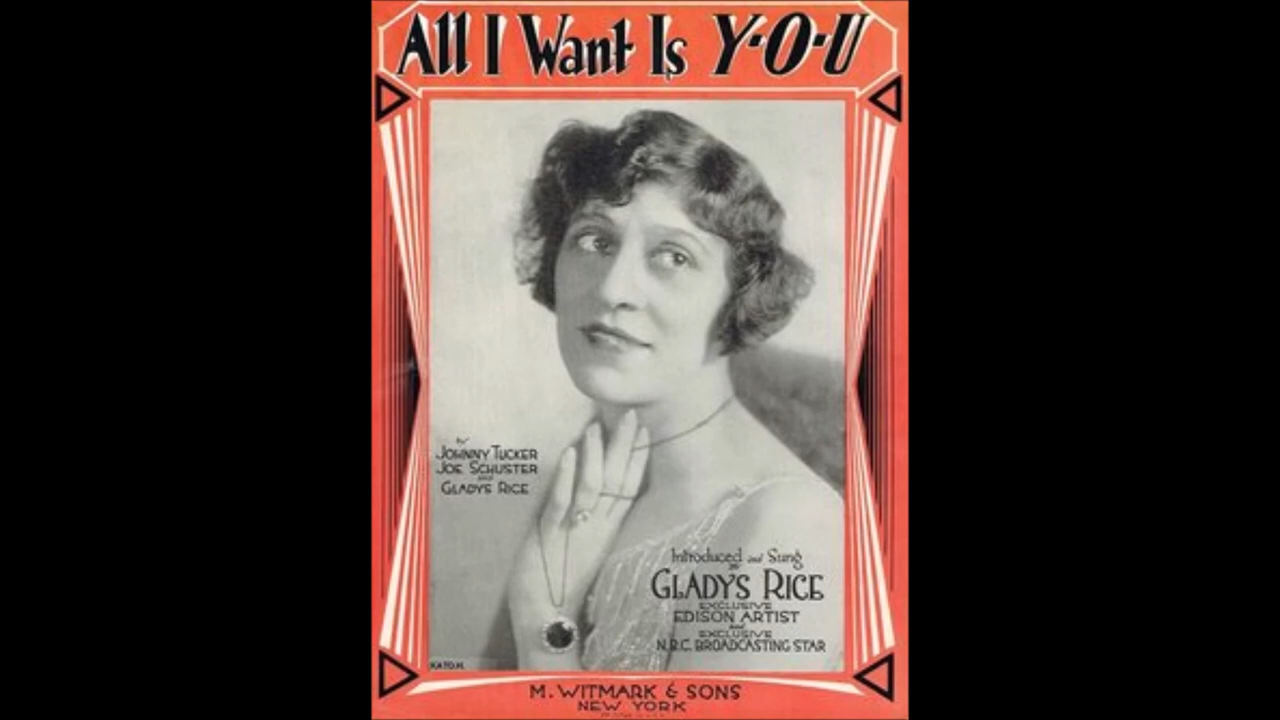 All I Want Is Y·O·U
by
JOHNNY TUCKER
JOE SCHUSTER
and
GLADYS RICE
Introduced and Sung
by
GLADYS RICE
EXCLUSIVE
EDISON ARTIST
and
EXCLUSIVE
N.B.C. BROADCASTING STAR
KATO.N.
M. WITMARK & SONS
NEW YORK